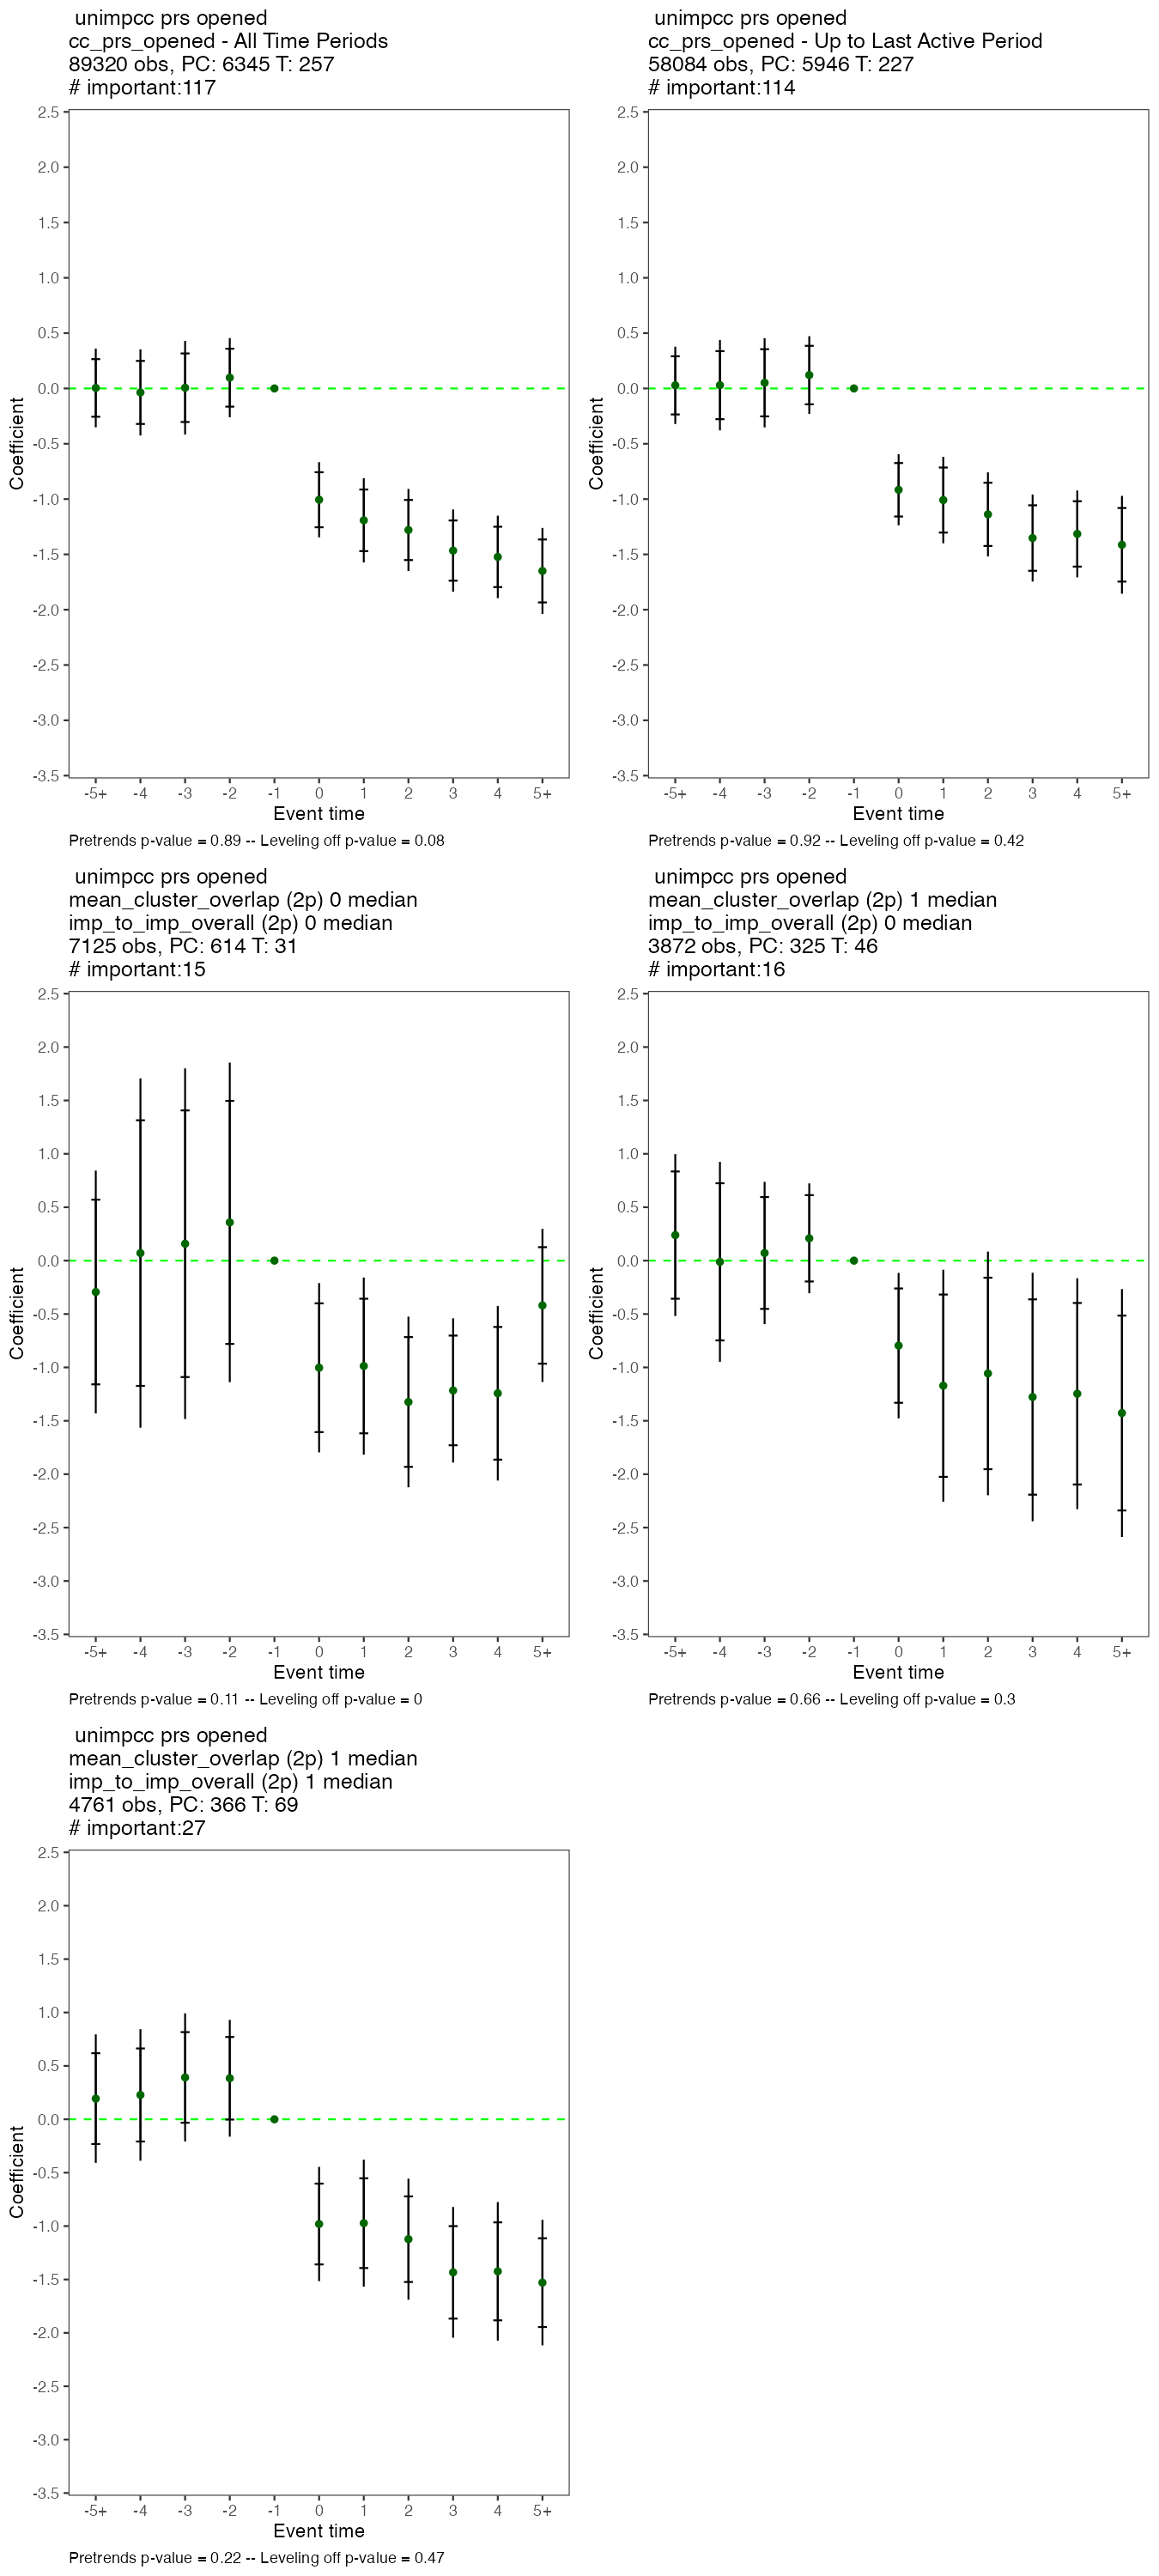 unimpcc prs opened
cc_prs_opened - All Time Periods
89320 obs, PC: 6345 T: 257
# important:117
2.5
2.0
1.5
1.0
0.5
0.0
-0.5
-1.0
-1.5
-2.0
-2.5
-3.0
-3.5
Coefficient
-5+ -4 -3 -2 -1 0 1 2 3 4 5+
Event time
Pretrends p-value = 0.89 -- Leveling off p-value = 0.08
unimpcc prs opened
cc_prs_opened - Up to Last Active Period
58084 obs, PC: 5946 T: 227
# important:114
2.5
2.0
1.5
1.0
0.5
0.0
-0.5
-1.0
-1.5
-2.0
-2.5
-3.0
-3.5
Coefficient
-5+ -4 -3 -2 -1 0 1 2 3 4 5+
Event time
Pretrends p-value = 0.92 -- Leveling off p-value = 0.42
unimpcc prs opened
mean_cluster_overlap (2p) 0 median
imp_to_imp_overall (2p) 0 median
7125 obs, PC: 614 T: 31
# important:15
2.5
2.0
1.5
1.0
0.5
0.0
-0.5
-1.0
-1.5
-2.0
-2.5
-3.0
-3.5
Coefficient
-5+ -4 -3 -2 -1 0 1 2 3 4 5+
Event time
Pretrends p-value = 0.11 -- Leveling off p-value = 0
unimpcc prs opened
mean_cluster_overlap (2p) 1 median
imp_to_imp_overall (2p) 0 median
3872 obs, PC: 325 T: 46
# important:16
2.5
2.0
1.5
1.0
0.5
0.0
-0.5
-1.0
-1.5
-2.0
-2.5
-3.0
-3.5
Coefficient
-5+ -4 -3 -2 -1 0 1 2 3 4 5+
Event time
Pretrends p-value = 0.66 -- Leveling off p-value = 0.3
unimpcc prs opened
mean_cluster_overlap (2p) 1 median
imp_to_imp_overall (2p) 1 median
4761 obs, PC: 366 T: 69
# important:27
2.5
2.0
1.5
1.0
0.5
0.0
-0.5
-1.0
-1.5
-2.0
-2.5
-3.0
-3.5
Coefficient
-5+ -4 -3 -2 -1 0 1 2 3 4 5+
Event time
Pretrends p-value = 0.22 -- Leveling off p-value = 0.47